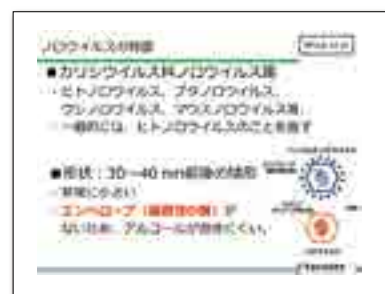 ノロウイルスの特徴
■カリシウイルス科ノロウイルス属
・ヒトノロウイルス、ブタノロウイルス、
ウシノロウイルス、マウスノロウイルス等
・一般的には、ヒトノロウイルスのことを指す
■形状：30～40 nm前後の球形
・非常に小さい
・エンベロープ（脂質性の膜）が
ないため、アルコールが効きにくい。